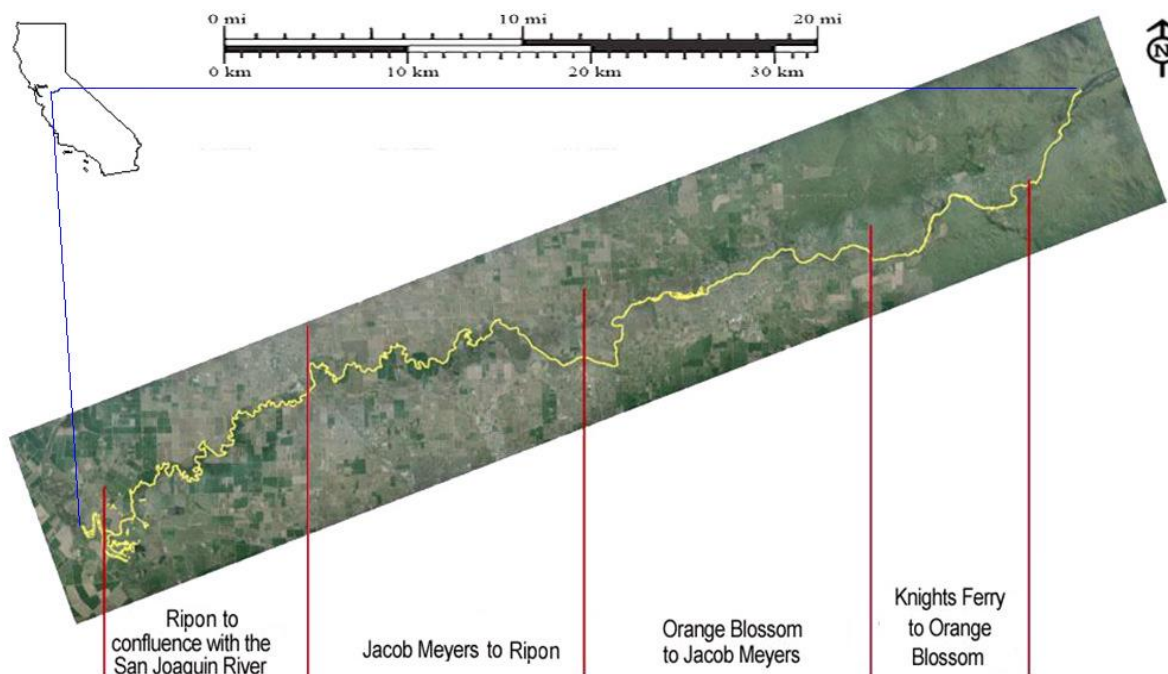 0 mi 10 mi 20 mi
0 km 10 km 20 km 30 km
N
Ripon to
confluence with the
San Joaquin River
Jacob Meyers to Ripon
Orange Blossom
to Jacob Meyers
Knights Ferry
to Orange
Blossom